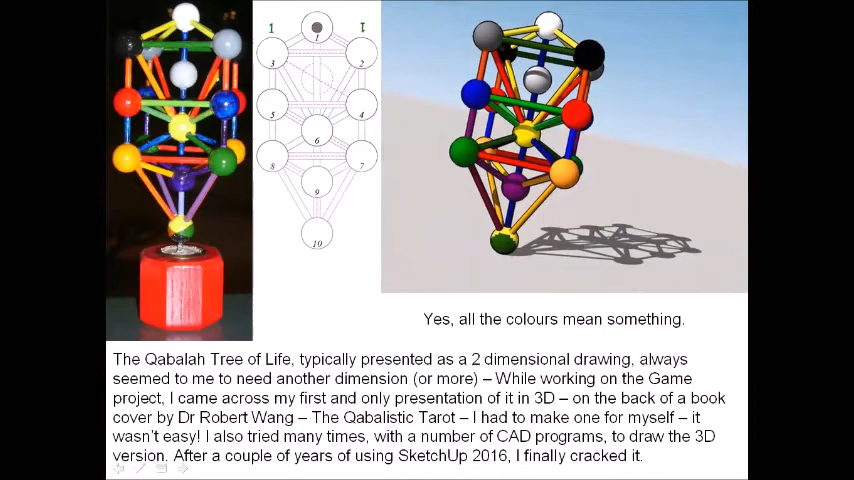 1 1
1
3 2
5 4
6
8 7
9
10
Yes, all the colours mean something.
The Qabalah Tree of Life, typically presented as a 2 dimensional drawing, always
seemed to me to need another dimension (or more) – While working on the Game
project, I came across my first and only presentation of it in 3D – on the back of a book
cover by Dr Robert Wang – The Qabalistic Tarot – I had to make one for myself – it
wasn't easy! I also tried many times, with a number of CAD programs, to draw the 3D
version. After a couple of years of using SketchUp 2016, I finally cracked it.